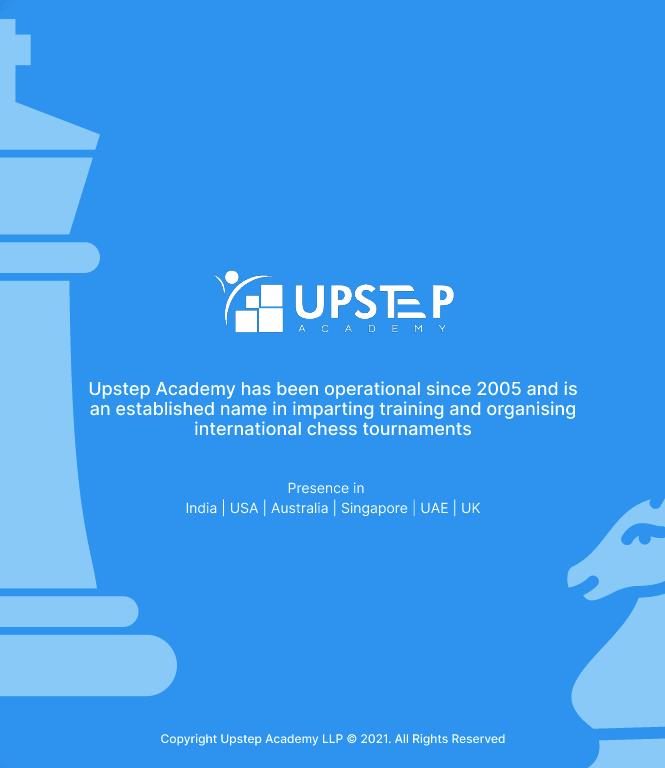 UPSTEP
ACADEMY
Upstep Academy has been operational since 2005 and is
an established name in imparting training and organising
international chess tournaments
Presence in
India | USA | Australia | Singapore | UAE | UK
Copyright Upstep Academy LLP © 2021. All Rights Reserved